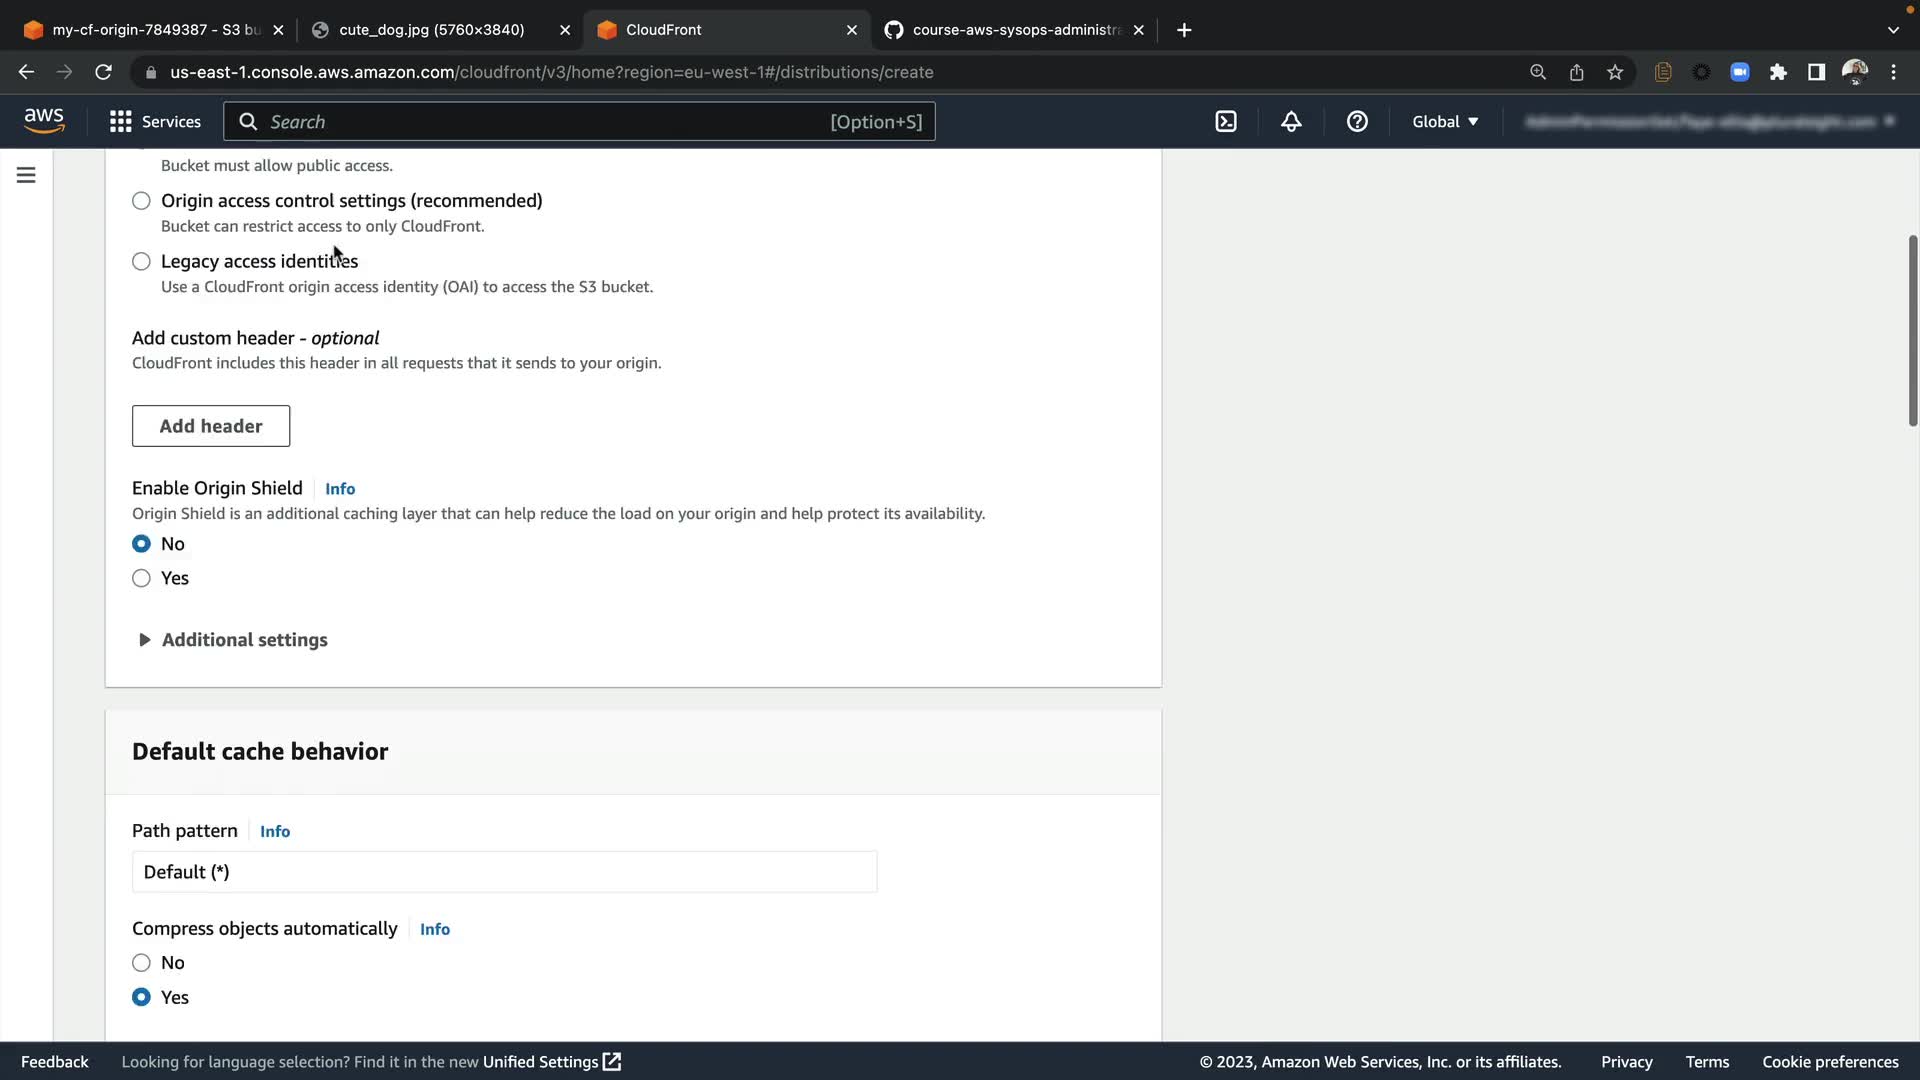 my-cf-origin-7849387 - S3 bu
cute_dog.jpg (5760×3840)
CloudFront
course-aws-sysops-administra
us-east-1.console.aws.amazon.com/cloudfront/v3/home?region=eu-west-1#/distributions/create
aws
Services
Search
[Option+S]
Global
Bucket must allow public access.
Origin access control settings (recommended)
Bucket can restrict access to only CloudFront.
Legacy access identities
Use a CloudFront origin access identity (OAI) to access the S3 bucket.
Add custom header - optional
CloudFront includes this header in all requests that it sends to your origin.
Add header
Enable Origin Shield
Info
Origin Shield is an additional caching layer that can help reduce the load on your origin and help protect its availability.
No
Yes
Additional settings
Default cache behavior
Path pattern
Info
Default (*)
Compress objects automatically
Info
No
Yes
Feedback
Looking for language selection? Find it in the new Unified Settings
© 2023, Amazon Web Services, Inc. or its affiliates.
Privacy
Terms
Cookie preferences